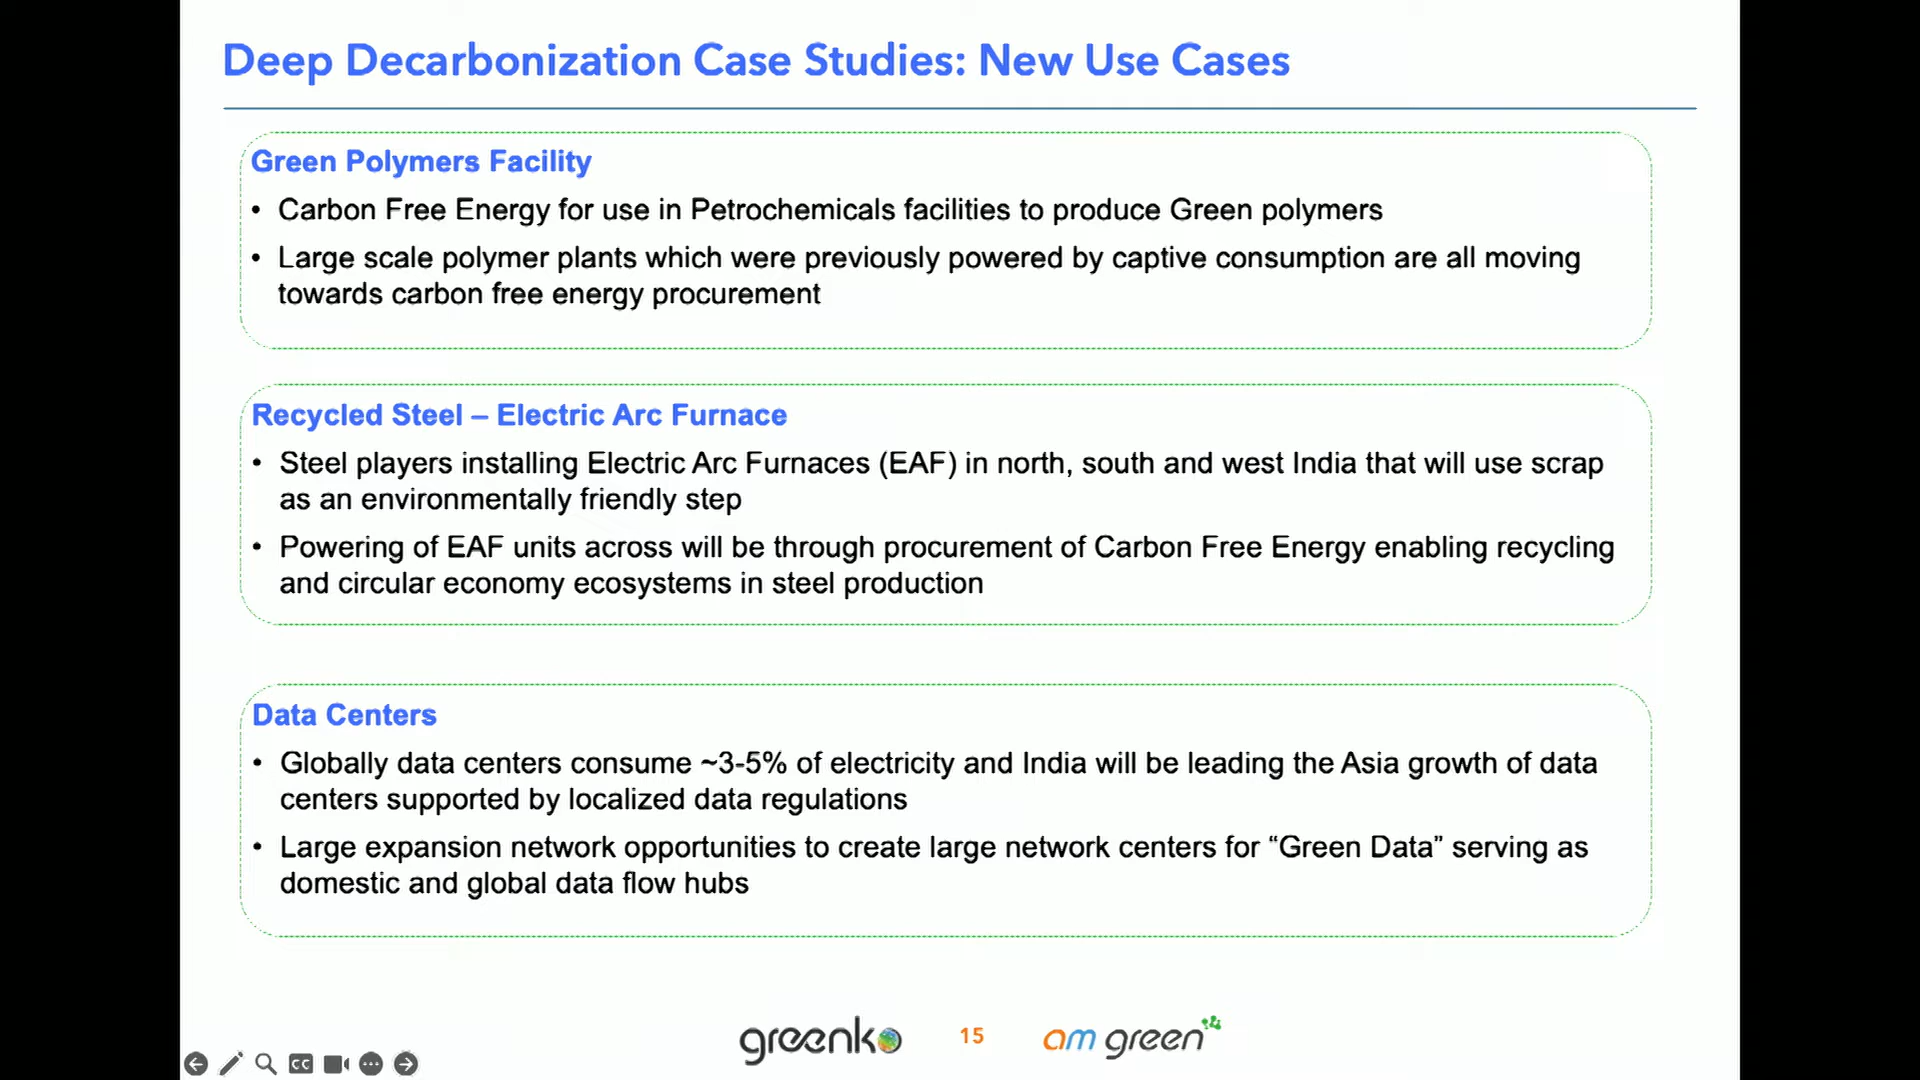 Deep Decarbonization Case Studies: New Use Cases
Green Polymers Facility
• Carbon Free Energy for use in Petrochemicals facilities to produce Green polymers
• Large scale polymer plants which were previously powered by captive consumption are all moving
towards carbon free energy procurement
Recycled Steel – Electric Arc Furnace
• Steel players installing Electric Arc Furnaces (EAF) in north, south and west India that will use scrap
as an environmentally friendly step
• Powering of EAF units across will be through procurement of Carbon Free Energy enabling recycling
and circular economy ecosystems in steel production
Data Centers
• Globally data centers consume ~3-5% of electricity and India will be leading the Asia growth of data
centers supported by localized data regulations
• Large expansion network opportunities to create large network centers for “Green Data” serving as
domestic and global data flow hubs
greenko 15 am green
CC